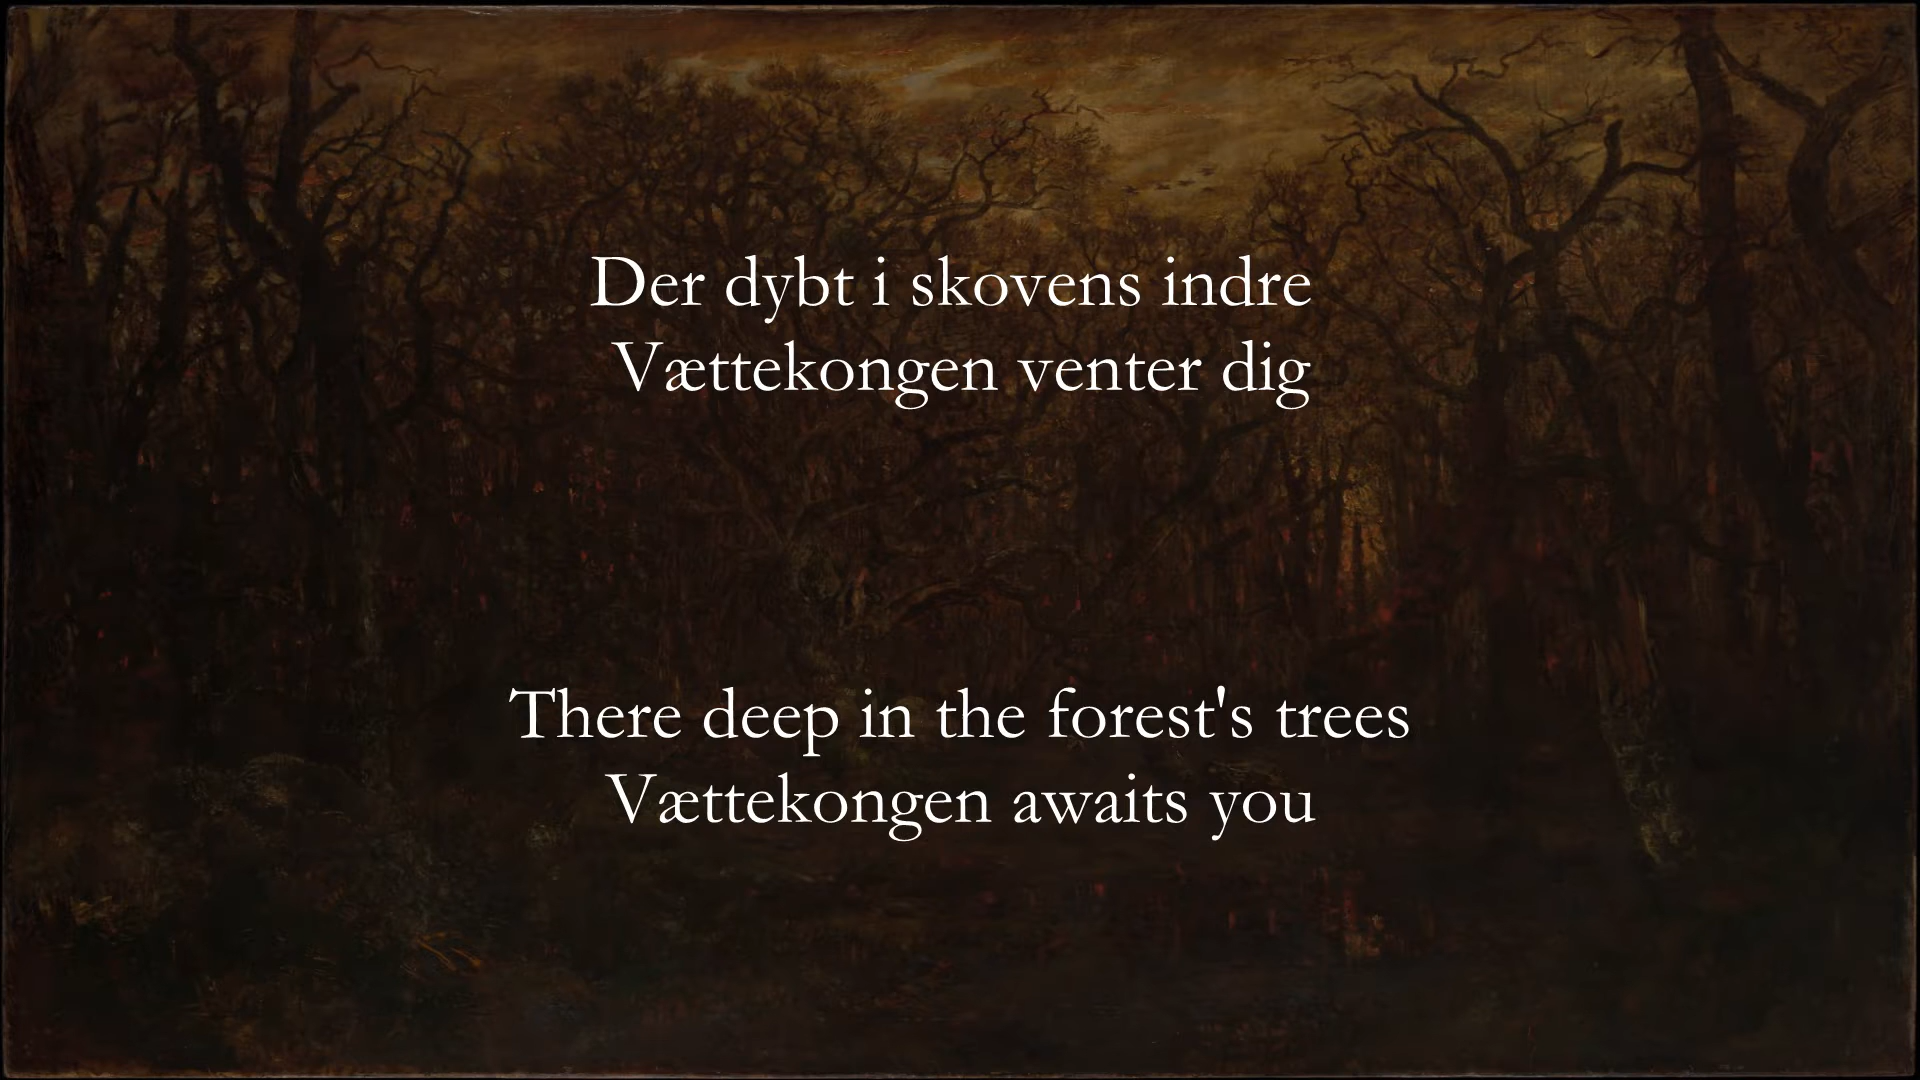 Der dybt i skovens indre
Vættekongen venter dig
There deep in the forest's trees
Vættekongen awaits you